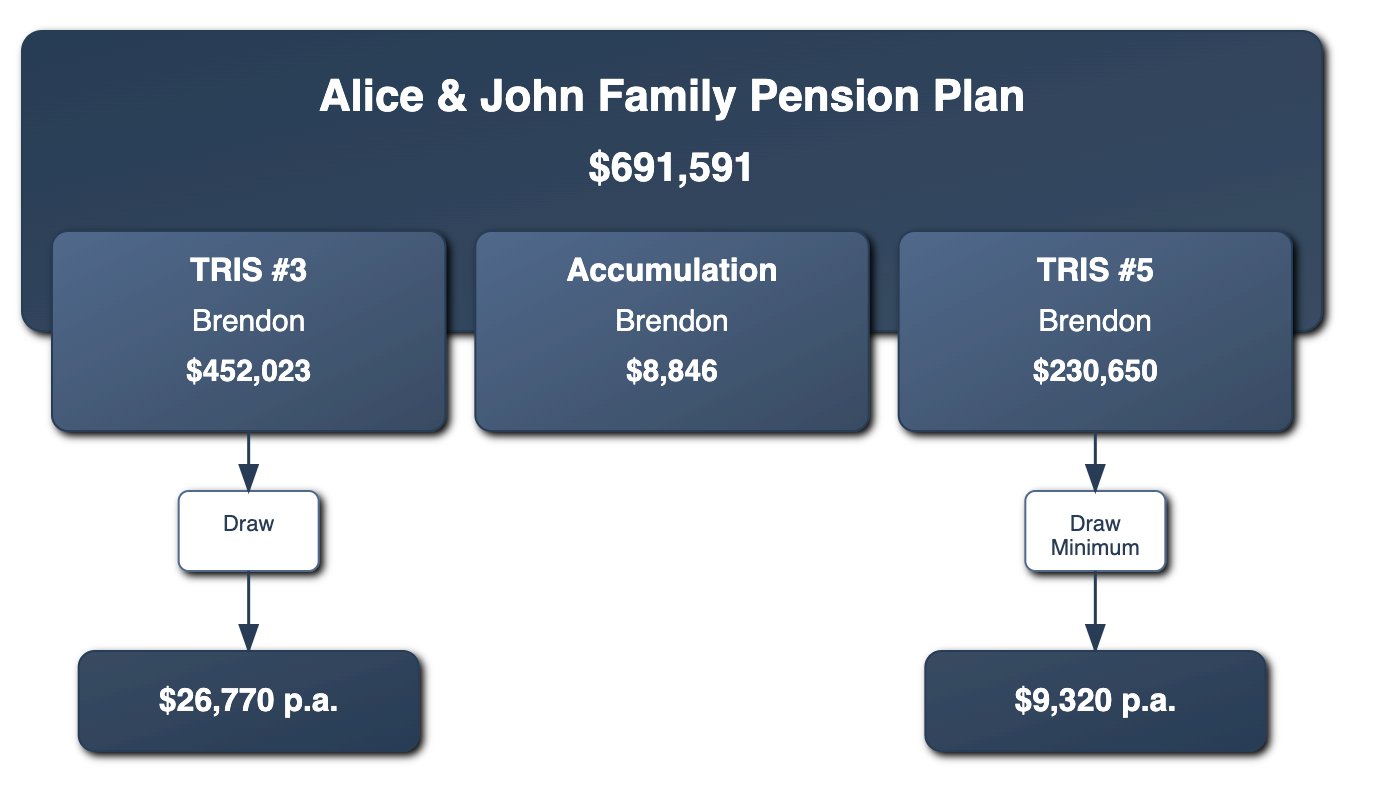 Alice & John Family Pension Plan
$691,591
TRIS #3
Brendon
$452,023
Accumulation
Brendon
$8,846
TRIS #5
Brendon
$230,650
Draw
Draw
Minimum
$26,770 p.a.
$9,320 p.a.